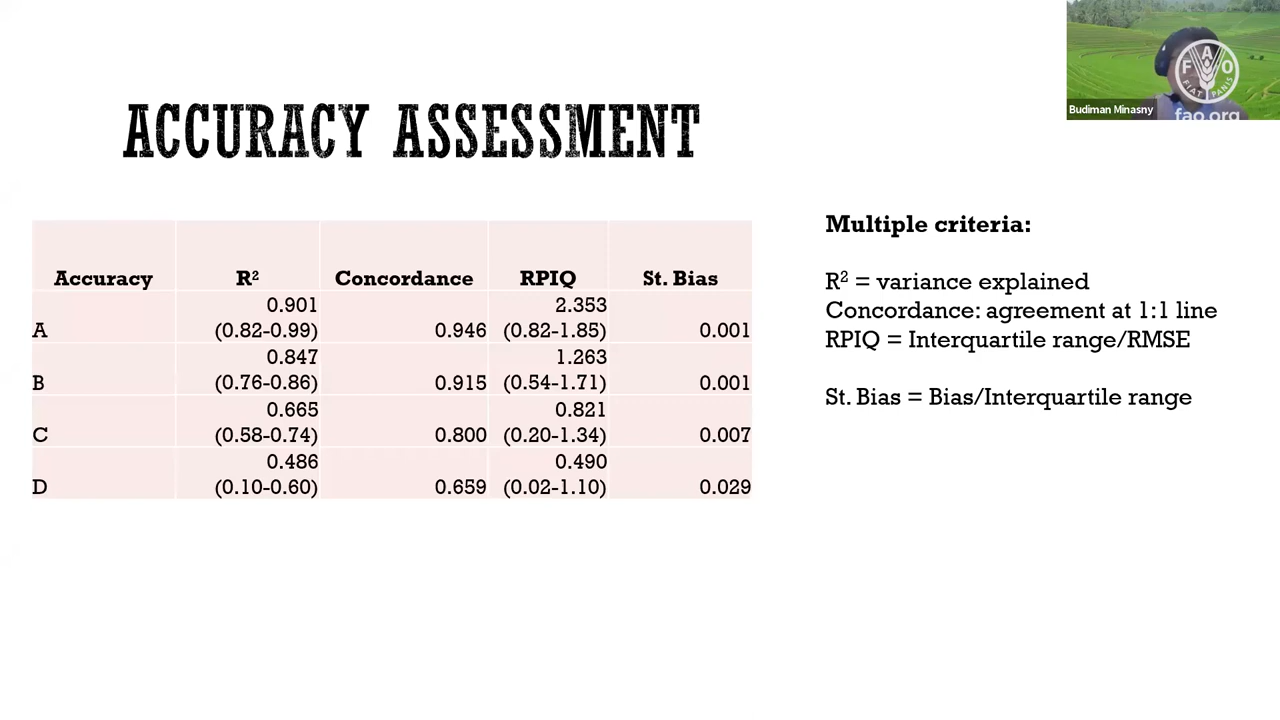 F A O
FIAT PANIS
Budiman Minasny
fao.org
ACCURACY ASSESSMENT
Accuracy R² Concordance RPIQ St. Bias
0.901 2.353
A (0.82-0.99) 0.946 (0.82-1.85) 0.001
0.847 1.263
B (0.76-0.86) 0.915 (0.54-1.71) 0.001
0.665 0.821
C (0.58-0.74) 0.800 (0.20-1.34) 0.007
0.486 0.490
D (0.10-0.60) 0.659 (0.02-1.10) 0.029
Multiple criteria:
R² = variance explained
Concordance: agreement at 1:1 line
RPIQ = Interquartile range/RMSE
St. Bias = Bias/Interquartile range